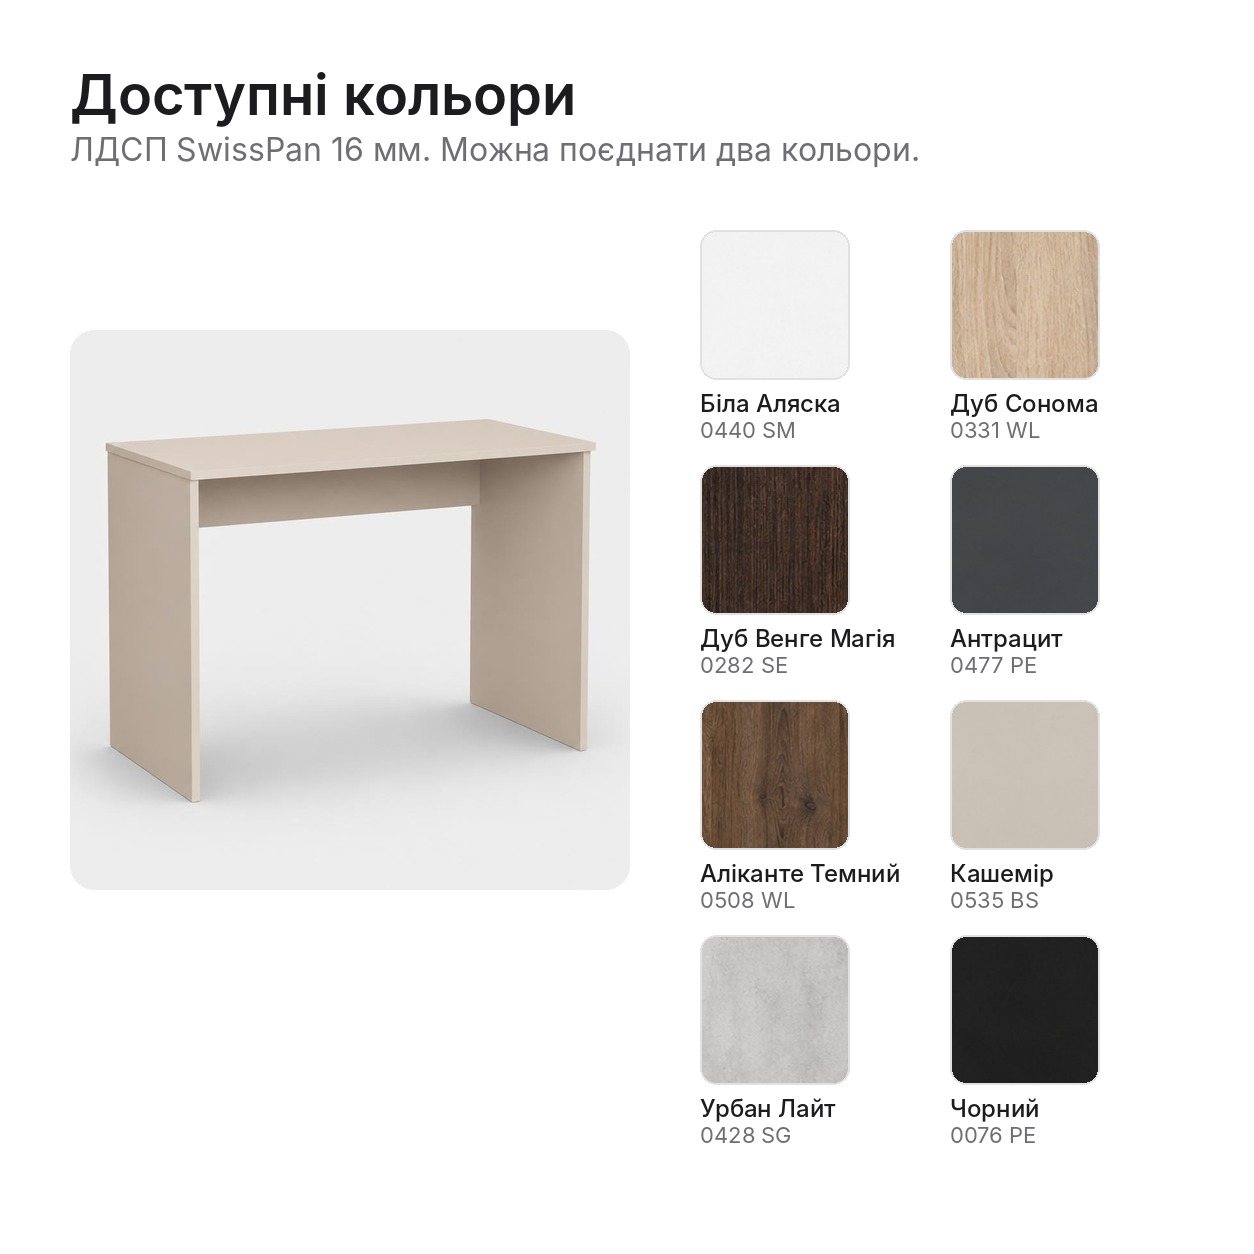 Доступні кольори
ЛДСП SwissPan 16 мм. Можна поєднати два кольори.
Біла Аляска
0440 SM
Дуб Сонома
0331 WL
Дуб Венге Магія
0282 SE
Антрацит
0477 PE
Аліканте Темний
0508 WL
Кашемір
0535 BS
Урбан Лайт
0428 SG
Чорний
0076 PE